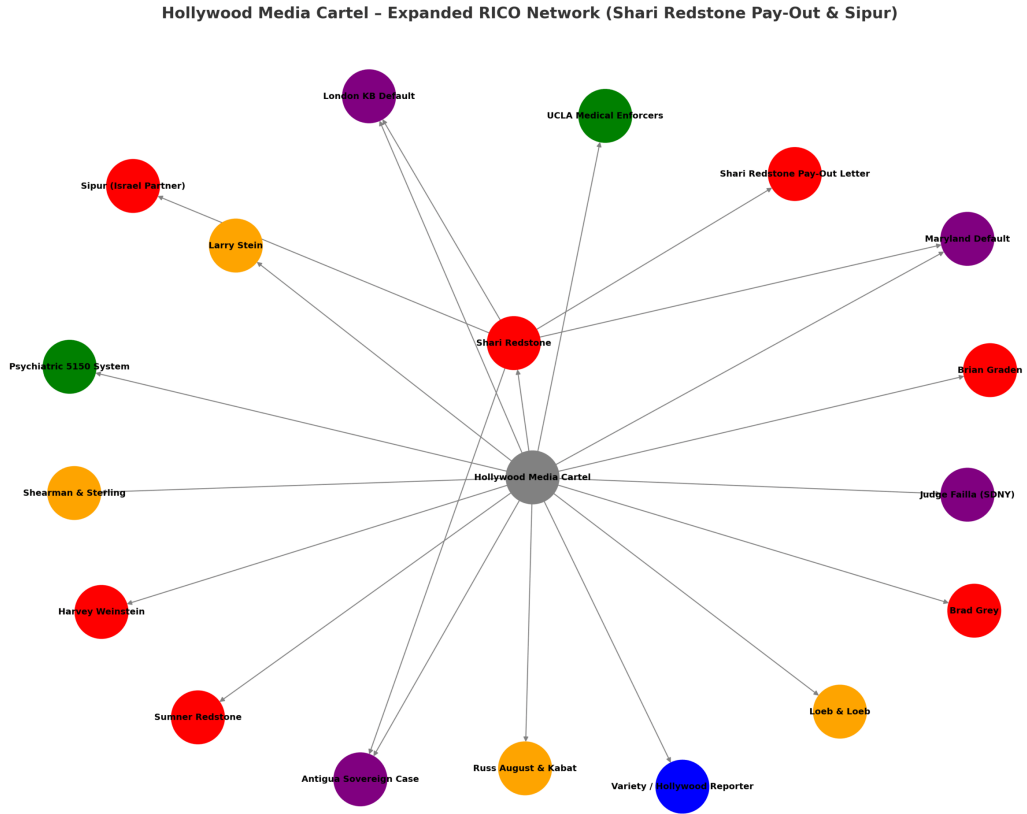 Hollywood Media Cartel – Expanded RICO Network (Shari Redstone Pay-Out & Sipur)
London KB Default
UCLA Medical Enforcers
Shari Redstone Pay-Out Letter
Sipur (Israel Partner)
Maryland Default
Larry Stein
Shari Redstone
Psychiatric 5150 System
Brian Graden
Hollywood Media Cartel
Shearman & Sterling
Judge Failla (SDNY)
Harvey Weinstein
Brad Grey
Sumner Redstone
Loeb & Loeb
Antigua Sovereign Case
Russ August & Kabat
Variety / Hollywood Reporter